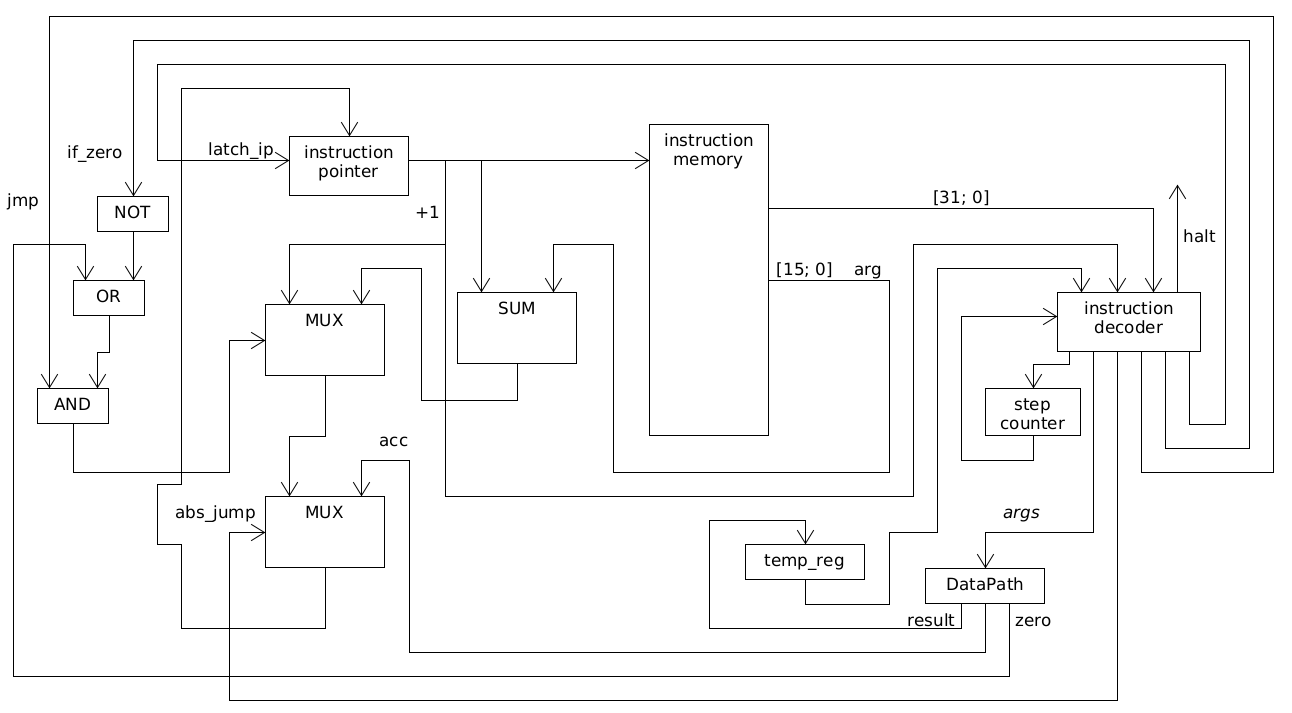 instruction
memory
latch_ip
instruction
pointer
if_zero
jmp
[31; 0]
NOT
+1
halt
[15; 0] arg
OR
MUX
SUM
instruction
decoder
AND
step
counter
acc
abs_jump
MUX
args
temp_reg
DataPath
result
zero